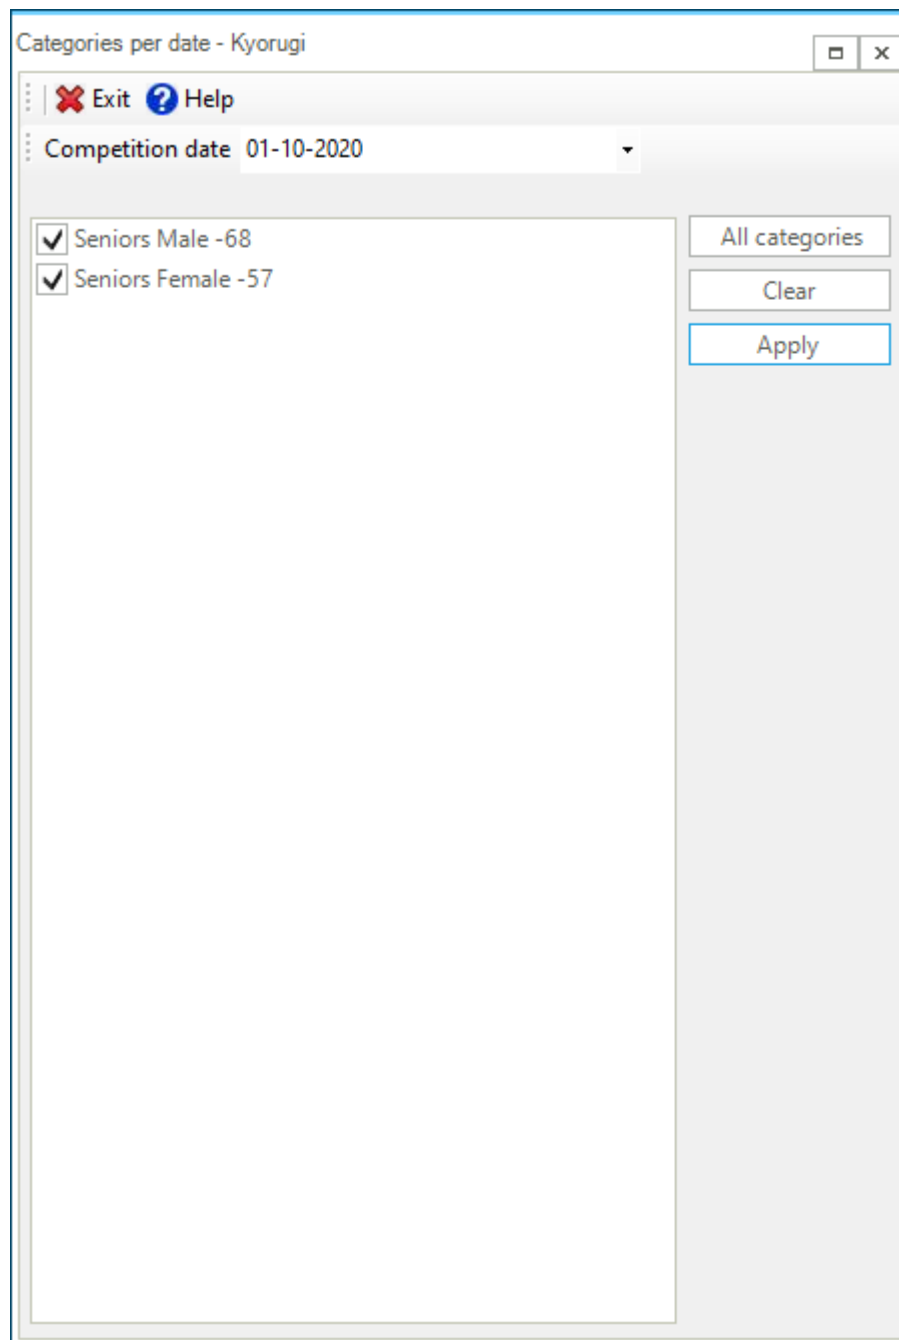 Categories per date - Kyorugi
Exit Help
Competition date 01-10-2020
Seniors Male -68
Seniors Female -57
All categories
Clear
Apply